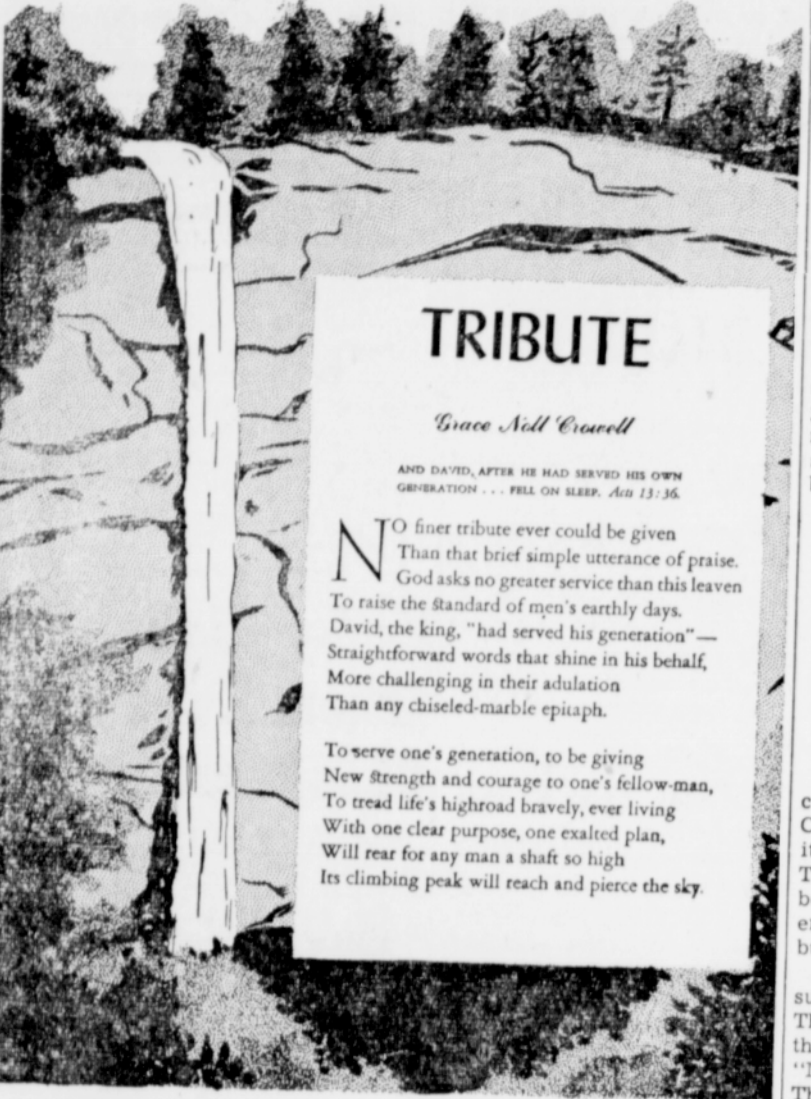 TRIBUTE
Grace Noll Crowell
AND DAVID, AFTER HE HAD SERVED HIS OWN
GENERATION . . . FELL ON SLEEP. Acts 13:36.
NO finer tribute ever could be given
Than that brief simple utterance of praise.
God asks no greater service than this leaven
To raise the standard of men's earthly days.
David, the king, "had served his generation"—
Straightforward words that shine in his behalf,
More challenging in their adulation
Than any chiseled-marble epitaph.
To serve one's generation, to be giving
New strength and courage to one's fellow-man,
To tread life's highroad bravely, ever living
With one clear purpose, one exalted plan,
Will rear for any man a shaft so high
Its climbing peak will reach and pierce the sky.